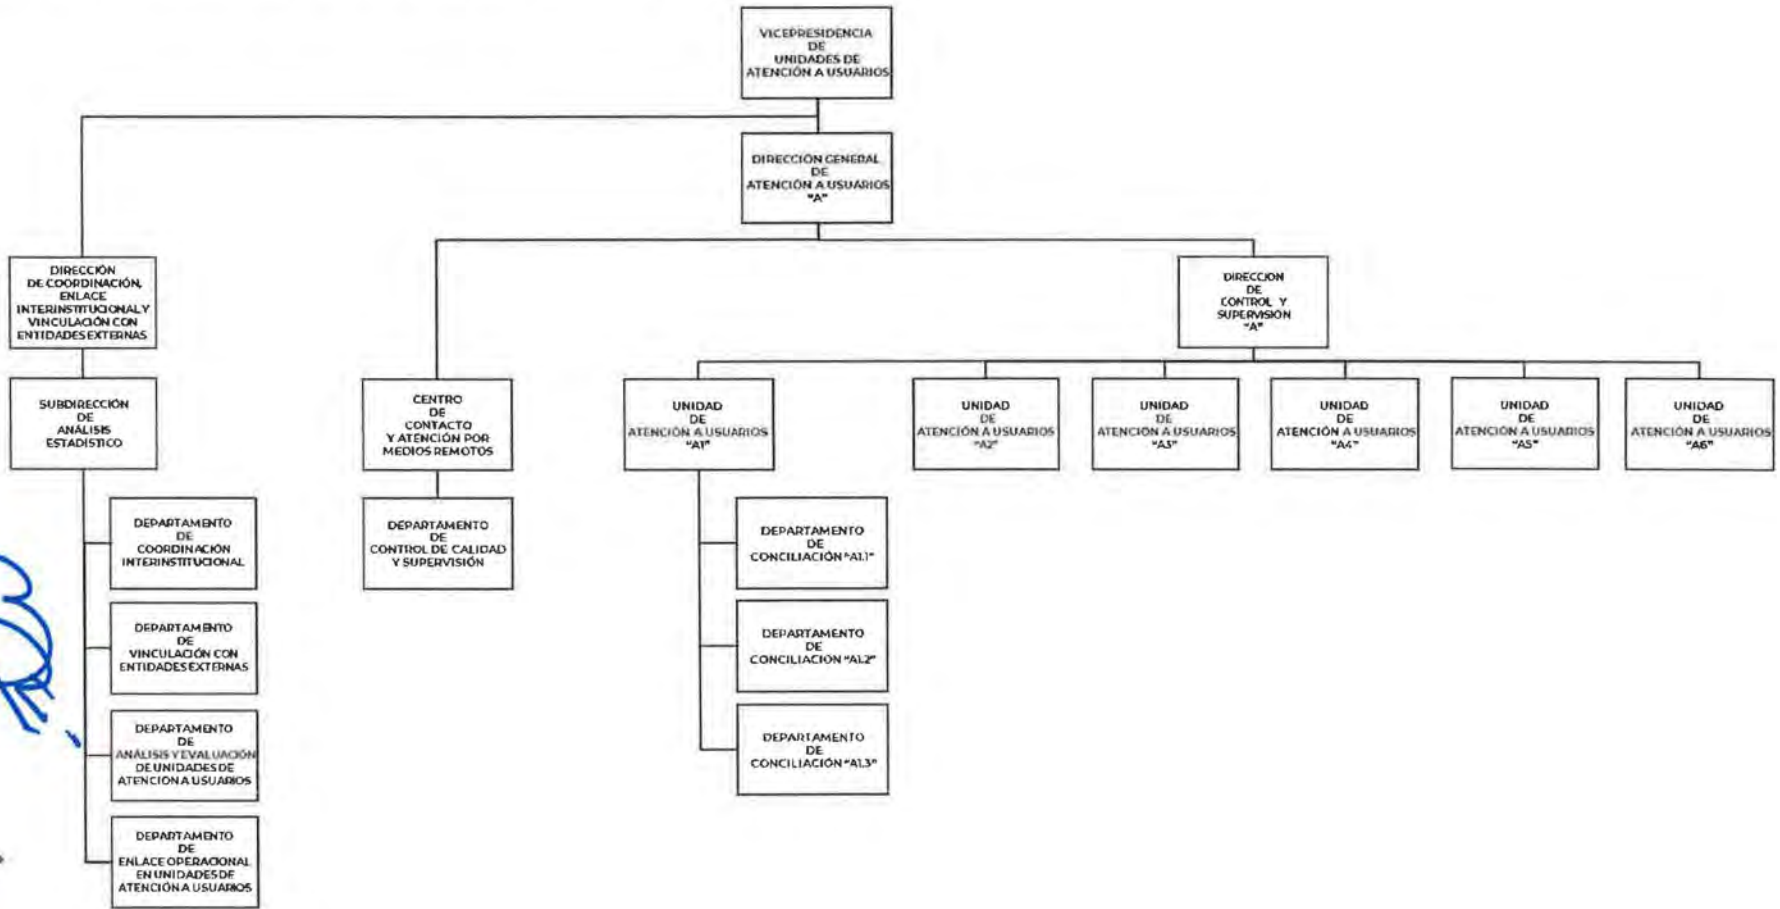 VICEPRESIDENCIA
DE
UNIDADES DE
ATENCIÓN A USUARIOS
DIRECCIÓN GENERAL
DE
ATENCIÓN A USUARIOS
"A"
DIRECCIÓN
DE COORDINACIÓN,
ENLACE
INTERINSTITUCIONAL Y
VINCULACIÓN CON
ENTIDADES EXTERNAS
DIRECCION
DE
CONTROL Y
SUPERVISIÓN
"A"
SUBDIRECCIÓN
DE
ANÁLISIS
ESTADÍSTICO
CENTRO
DE
CONTACTO
Y ATENCIÓN POR
MEDIOS REMOTOS
UNIDAD
DE
ATENCIÓN A USUARIOS
"A1"
UNIDAD
DE
ATENCIÓN A USUARIOS
"A2"
UNIDAD
DE
ATENCIÓN A USUARIOS
"A3"
UNIDAD
DE
ATENCIÓN A USUARIOS
"A4"
UNIDAD
DE
ATENCIÓN A USUARIOS
"A5"
UNIDAD
DE
ATENCIÓN A USUARIOS
"A6"
DEPARTAMENTO
DE
COORDINACIÓN
INTERINSTITUCIONAL
DEPARTAMENTO
DE
CONTROL DE CALIDAD
Y SUPERVISIÓN
DEPARTAMENTO
DE
CONCILIACIÓN "A1.1"
DEPARTAMENTO
DE
VINCULACIÓN CON
ENTIDADES EXTERNAS
DEPARTAMENTO
DE
CONCILIACIÓN "A1.2"
DEPARTAMENTO
DE
ANÁLISIS Y EVALUACIÓN
DE UNIDADES DE
ATENCION A USUARIOS
DEPARTAMENTO
DE
CONCILIACIÓN "A1.3"
DEPARTAMENTO
DE
ENLACE OPERACIONAL
EN UNIDADES DE
ATENCIÓN A USUARIOS